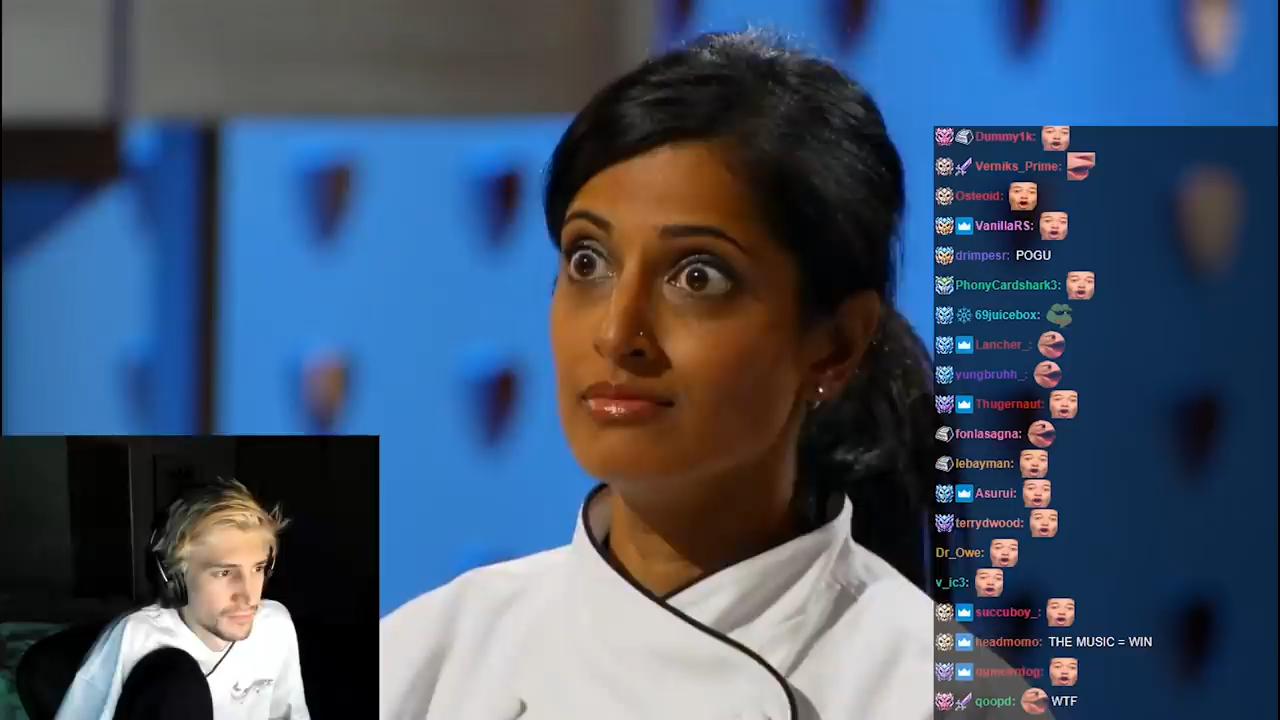 Dummy1k:
Verniks_Prime:
Osteoid:
VanillaRS:
drimpesr: POGU
PhonyCardshark3:
69juicebox:
Lancher_:
yungbruhh_:
Thugernaut:
fonlasagna:
lebayman:
Asurui:
terrydwood:
Dr_Owe:
v_ic3:
succuboy_:
headmomo: THE MUSIC = WIN
qoopd: WTF